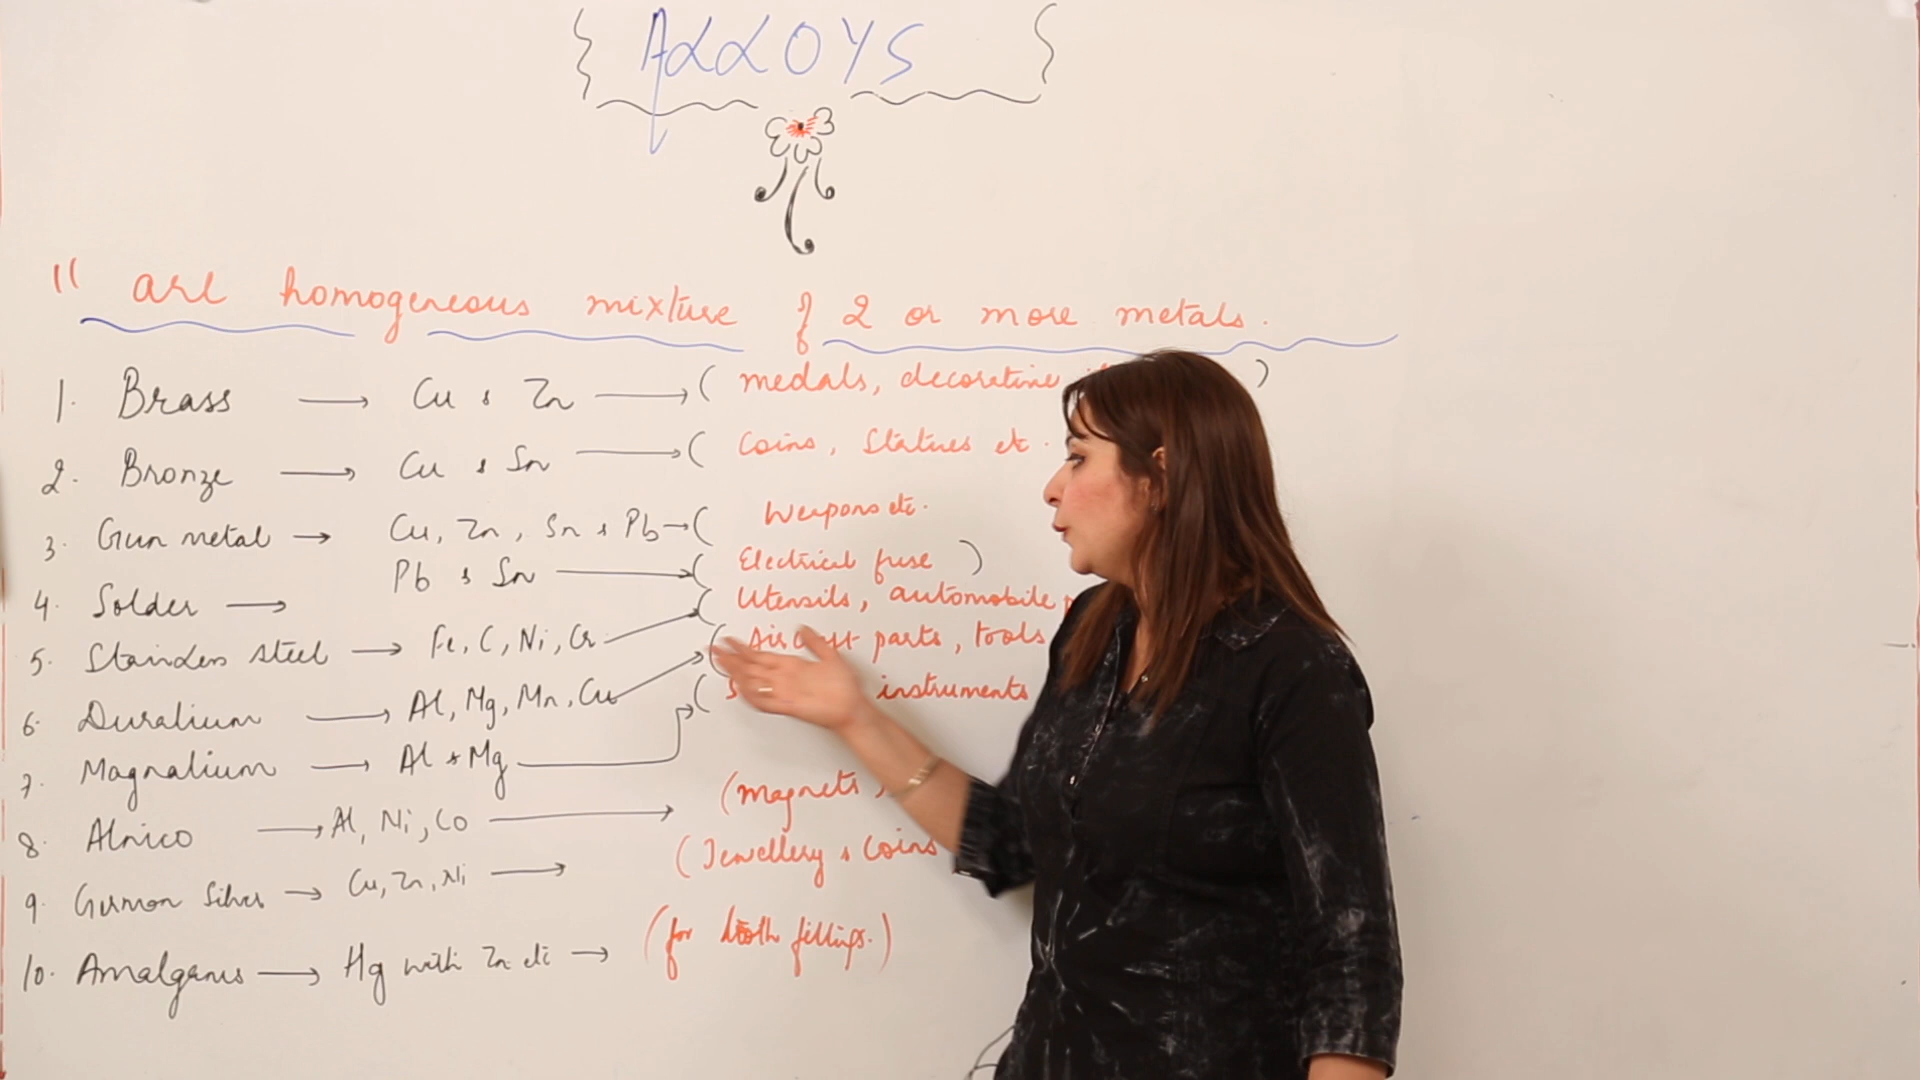 ALLOYS
" are homogeneous mixture of 2 or more metals.
1. Brass → Cu & Zn → ( medals, decorative )
2. Bronze → Cu & Sn → ( Coins, Statues etc.
3. Gun metal → Cu, Zn, Sn & Pb → ( Weapons etc.
4. Solder → Pb & Sn → ( Electrical fuse )
5. Stainless steel → Fe, C, Ni, Cr → ( Utensils, automobile
6. Duralium → Al, Mg, Mn, Cu → ( Aircraft parts, tools
7. Magnalium → Al & Mg → ( instruments
8. Alnico → Al, Ni, Co → (magnets,
9. German Silver → Cu, Zn, Ni → (Jewellery & Coins
10. Amalgams → Hg with Zn etc → (for tooth fillings.)